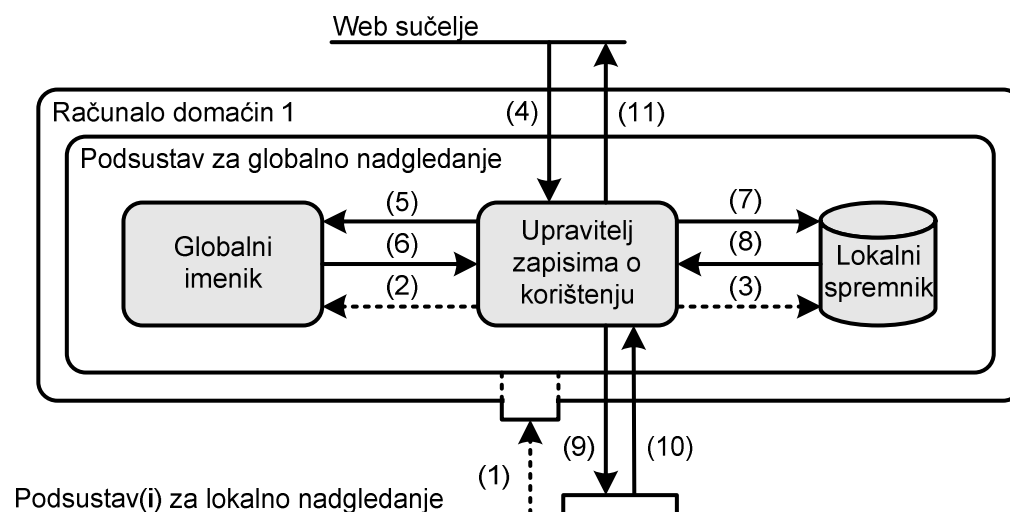 Web sučelje
Računalo domaćin 1
(4)
(11)
Podsustav za globalno nadgledanje
Globalni
imenik
(5)
(6)
(2)
Upravitelj
zapisima o
korištenju
(7)
(8)
(3)
Lokalni
spremnik
(1)
(9)
(10)
Podsustav(i) za lokalno nadgledanje